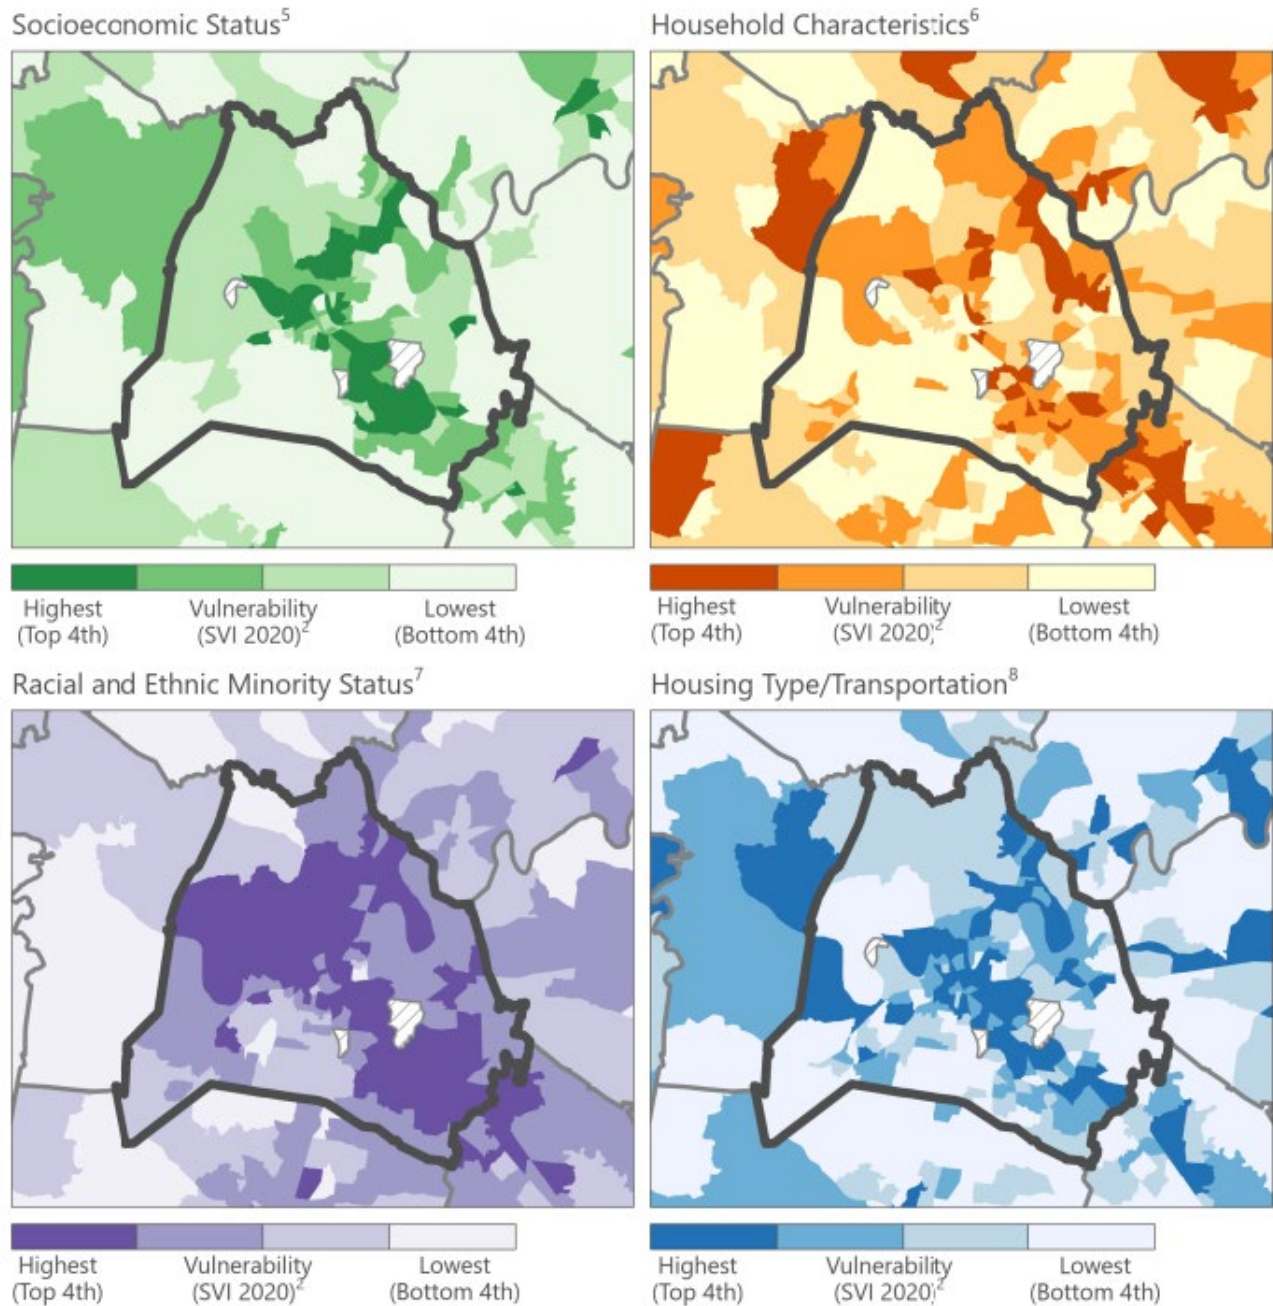 Socioeconomic Status5
Household Characteristics6
Highest
(Top 4th)
Vulnerability
(SVI 2020)2
Lowest
(Bottom 4th)
Highest
(Top 4th)
Vulnerability
(SVI 2020)2
Lowest
(Bottom 4th)
Racial and Ethnic Minority Status7
Housing Type/Transportation8
Highest
(Top 4th)
Vulnerability
(SVI 2020)2
Lowest
(Bottom 4th)
Highest
(Top 4th)
Vulnerability
(SVI 2020)2
Lowest
(Bottom 4th)